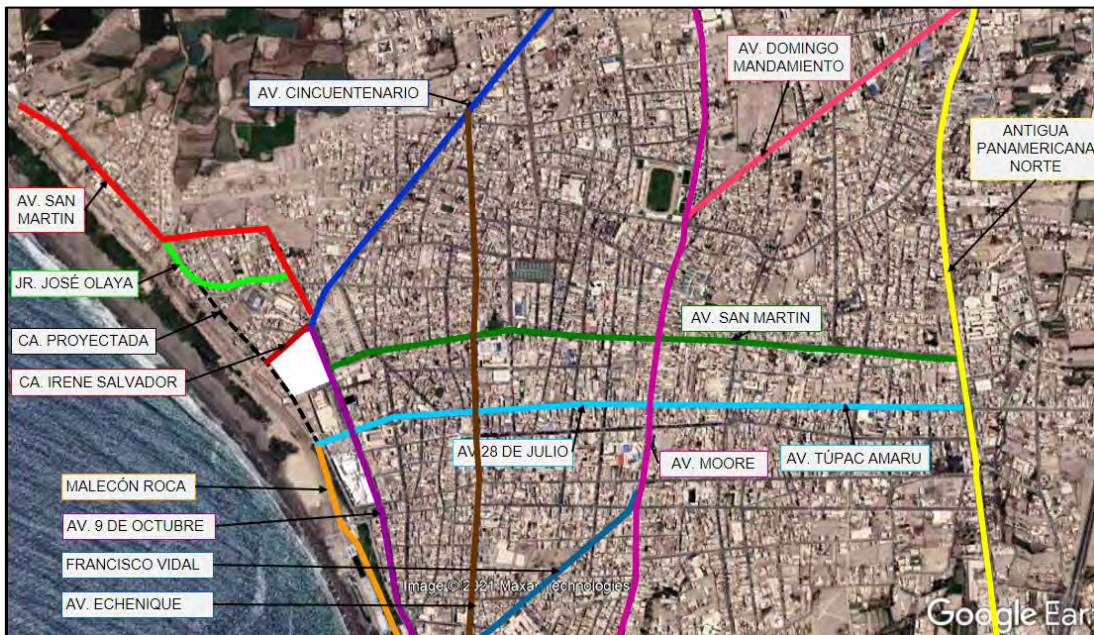 AV. DOMINGO
MANDAMIENTO
AV. CINCUENTENARIO
ANTIGUA
PANAMERICANA
NORTE
AV. SAN
MARTIN
JR. JOSÉ OLAYA
AV. SAN MARTIN
CA. PROYECTADA
CA. IRENE SALVADOR
AV. 28 DE JULIO
AV. MOORE
AV. TÚPAC AMARU
MALECÓN ROCA
AV. 9 DE OCTUBRE
FRANCISCO VIDAL
AV. ECHENIQUE
Image © 2021 Maxar Technologies
Google Eart